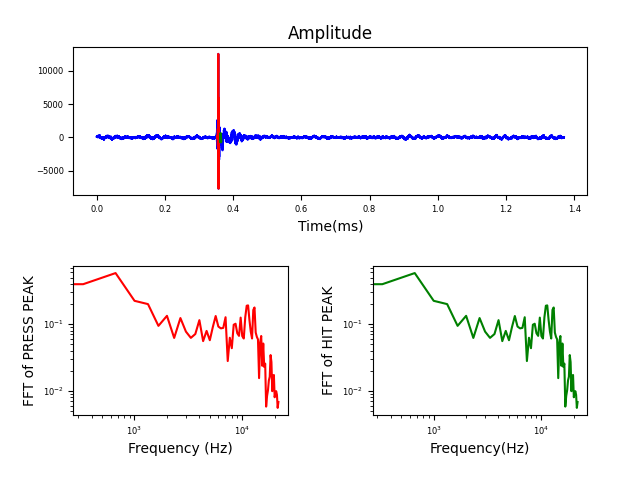 Amplitude
10000
5000
0
−5000
0.0 0.2 0.4 0.6 0.8 1.0 1.2 1.4
Time(ms)
FFT of PRESS PEAK
10⁻¹
10⁻²
10³ 10⁴
Frequency (Hz)
FFT of HIT PEAK
10⁻¹
10⁻²
10³ 10⁴
Frequency(Hz)